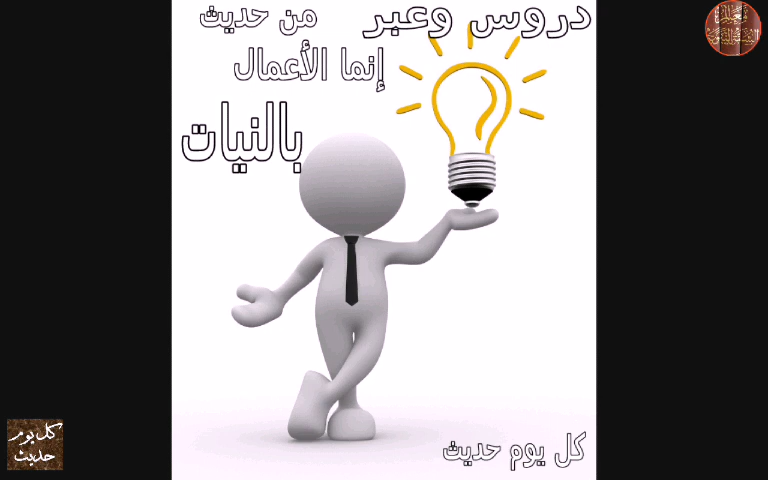 دروس وعبر من حديث
إنما الأعمال
بالنيات
كل يوم حديث
كل يوم
حديث